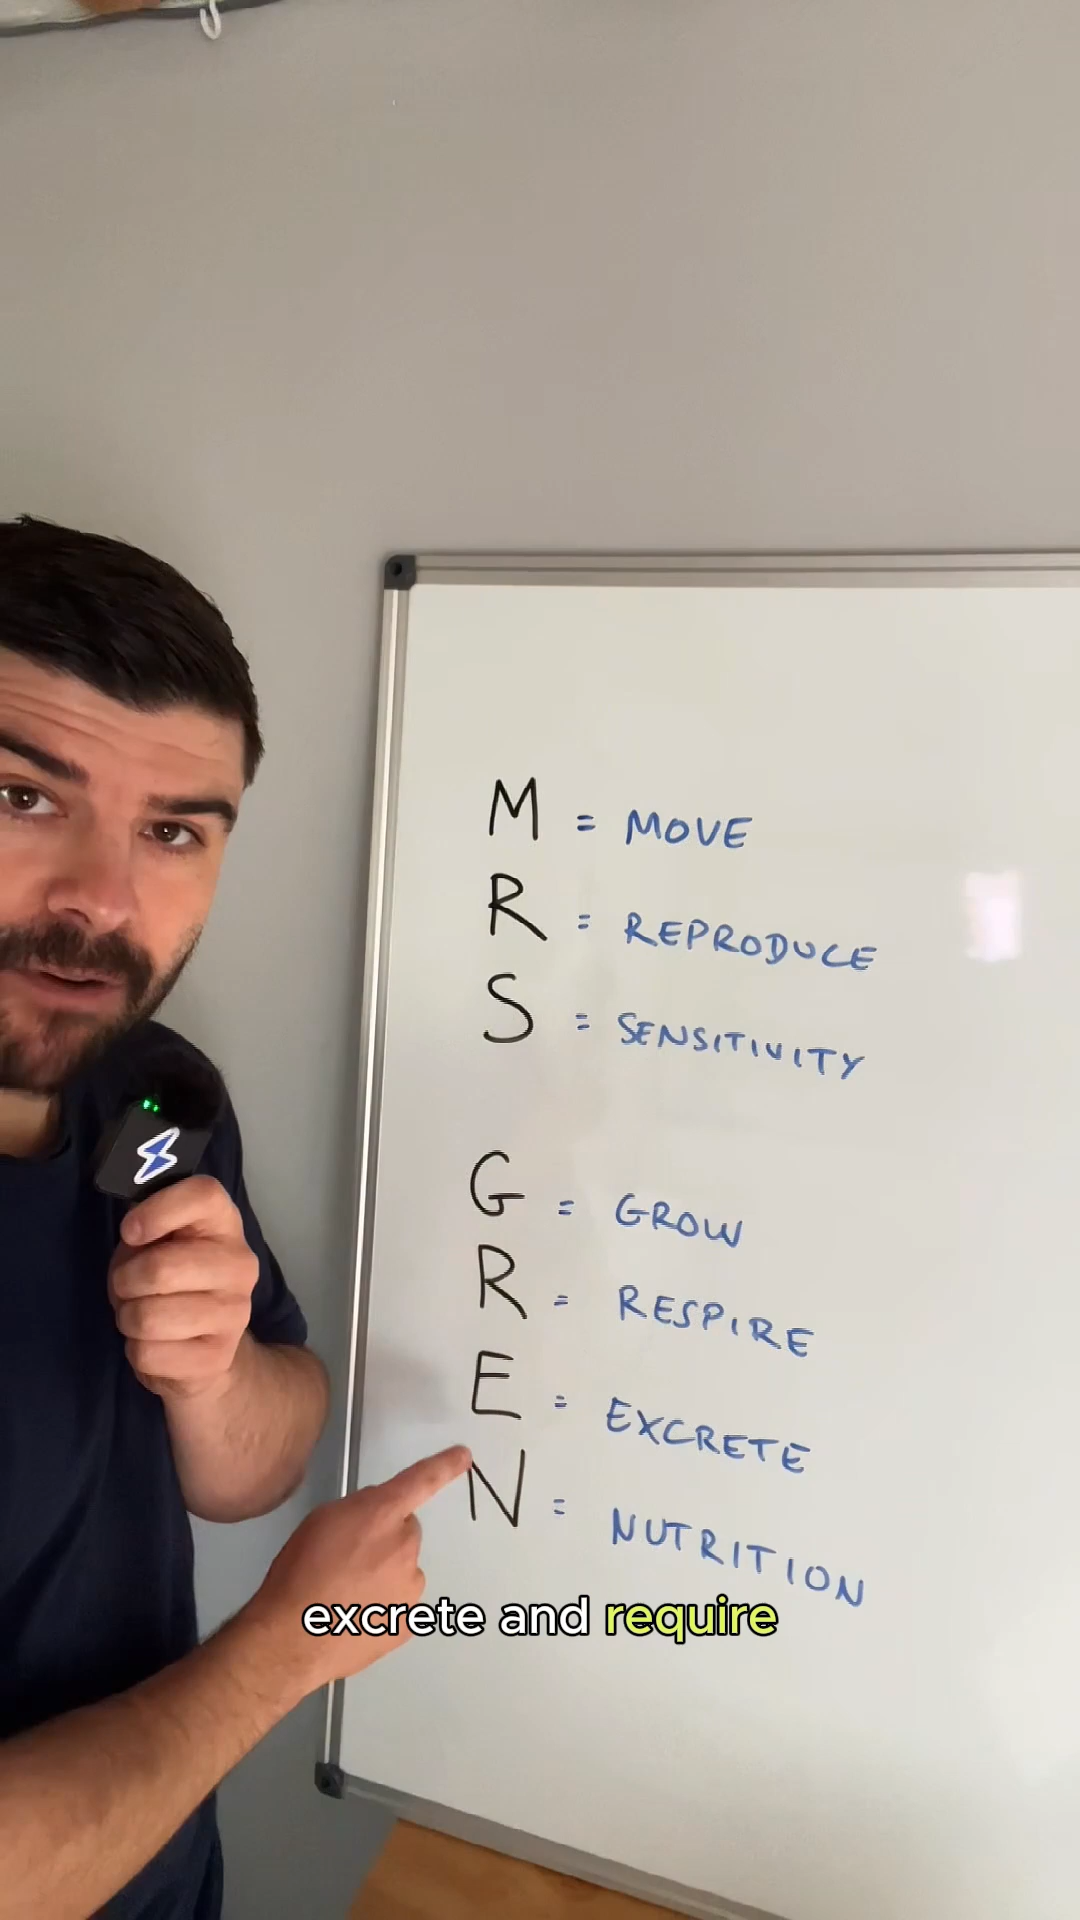 M = MOVE
R = REPRODUCE
S = SENSITIVITY
G = GROW
R = RESPIRE
E = EXCRETE
N = NUTRITION
excrete and require